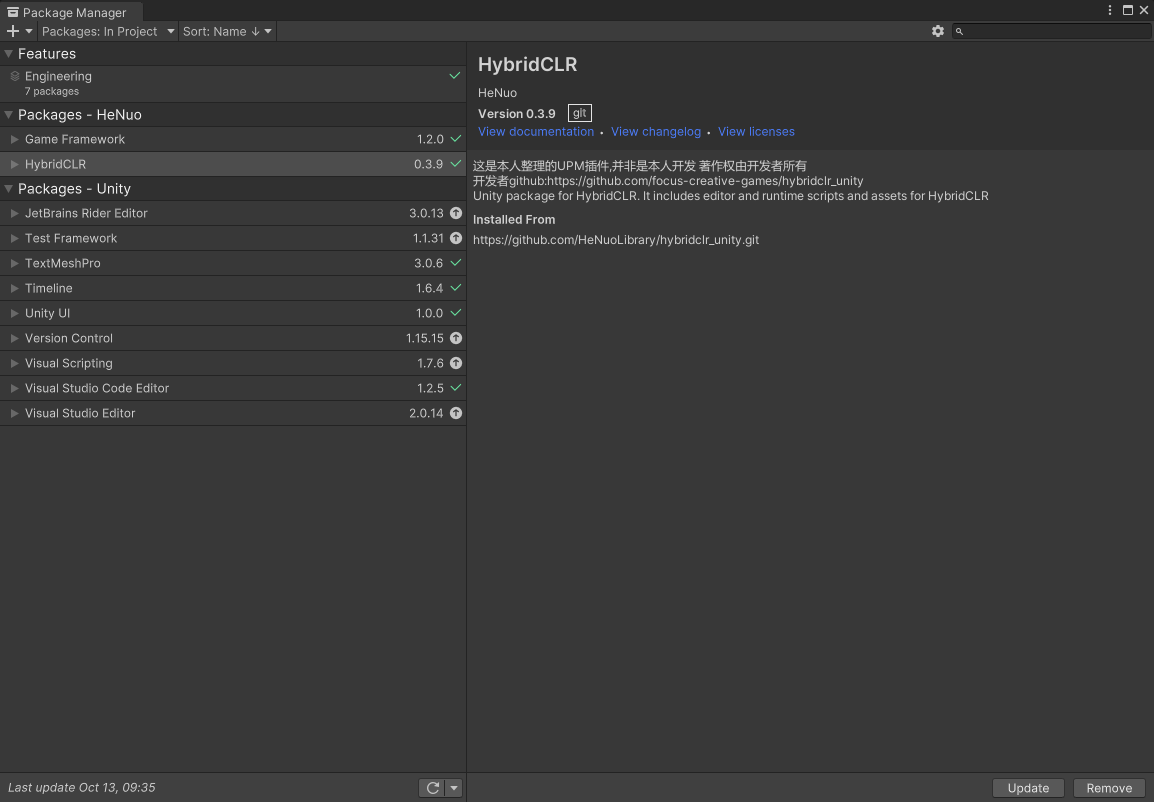 Package Manager
Packages: In Project
Sort: Name ↓
Features
Engineering
7 packages
Packages - HeNuo
Game Framework 1.2.0
HybridCLR 0.3.9
Packages - Unity
JetBrains Rider Editor 3.0.13
Test Framework 1.1.31
TextMeshPro 3.0.6
Timeline 1.6.4
Unity UI 1.0.0
Version Control 1.15.15
Visual Scripting 1.7.6
Visual Studio Code Editor 1.2.5
Visual Studio Editor 2.0.14
Last update Oct 13, 09:35
HybridCLR
HeNuo
Version 0.3.9 git
View documentation • View changelog • View licenses
这是本人整理的UPM插件,并非是本人开发 著作权由开发者所有
开发者github:https://github.com/focus-creative-games/hybridclr_unity
Unity package for HybridCLR. It includes editor and runtime scripts and assets for HybridCLR
Installed From
https://github.com/HeNuoLibrary/hybridclr_unity.git
Update Remove